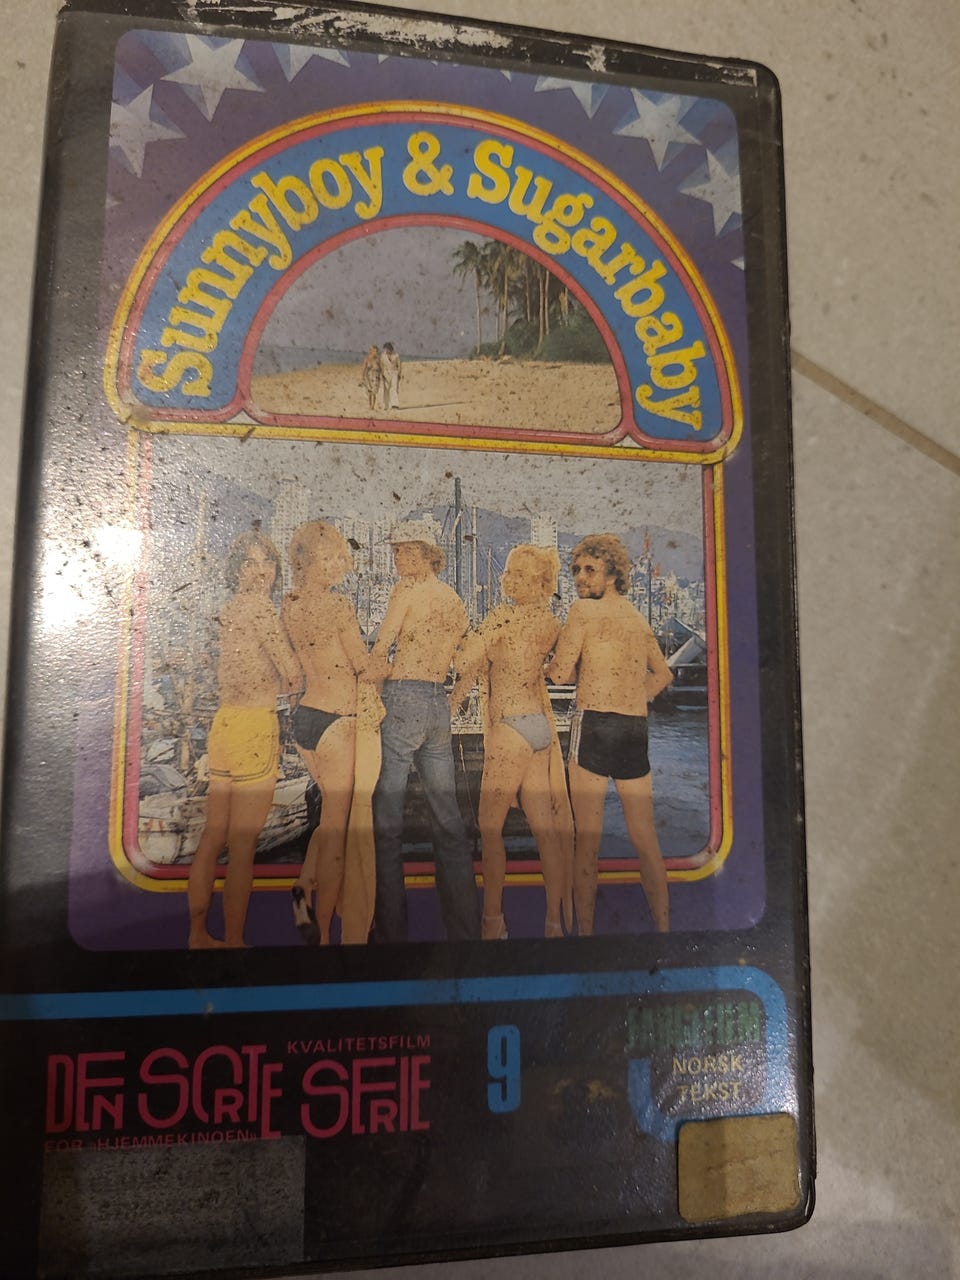 Sunnyboy & Sugarbaby
KVALITETSFILM
DEN SORTE SERIE
FOR »HJEMMEKINOEN»
9
NORSK
TEKST